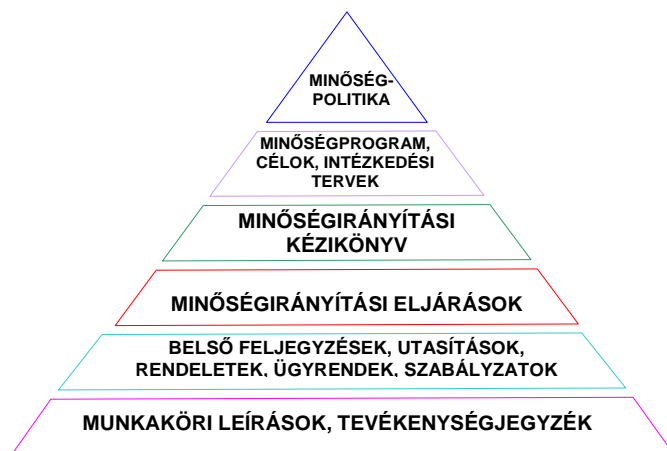 MINŐSÉG-
POLITIKA
MINŐSÉGPROGRAM,
CÉLOK, INTÉZKEDÉSI
TERVEK
MINŐSÉGIRÁNYÍTÁSI
KÉZIKÖNYV
MINŐSÉGIRÁNYÍTÁSI ELJÁRÁSOK
BELSŐ FELJEGYZÉSEK, UTASÍTÁSOK,
RENDELETEK, ÜGYRENDEK, SZABÁLYZATOK
MUNKAKÖRI LEÍRÁSOK, TEVÉKENYSÉGJEGYZÉK